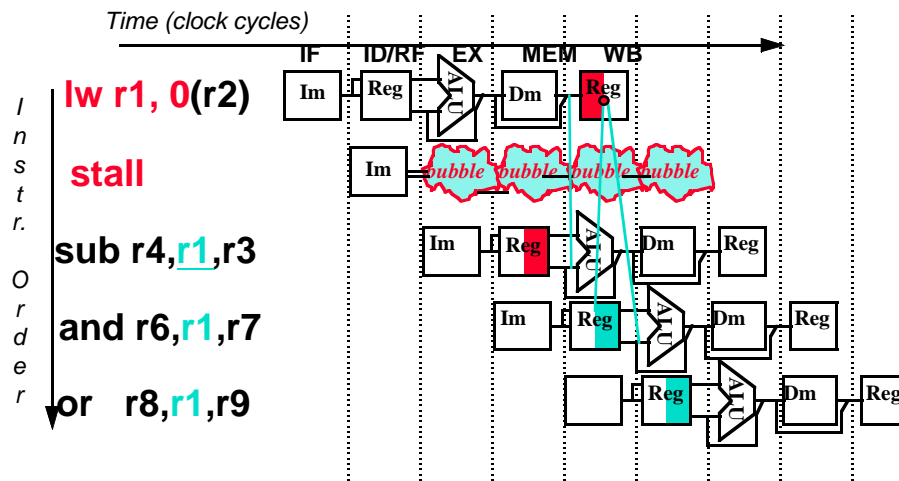 Time (clock cycles)
IF ID/RF EX MEM WB
Instr. Order
lw r1, 0(r2)
Im Reg ALU Dm Reg
stall
Im bubble bubble bubble bubble
sub r4,r1,r3
Im Reg ALU Dm Reg
and r6,r1,r7
Im Reg ALU Dm Reg
or r8,r1,r9
Reg ALU Dm Reg